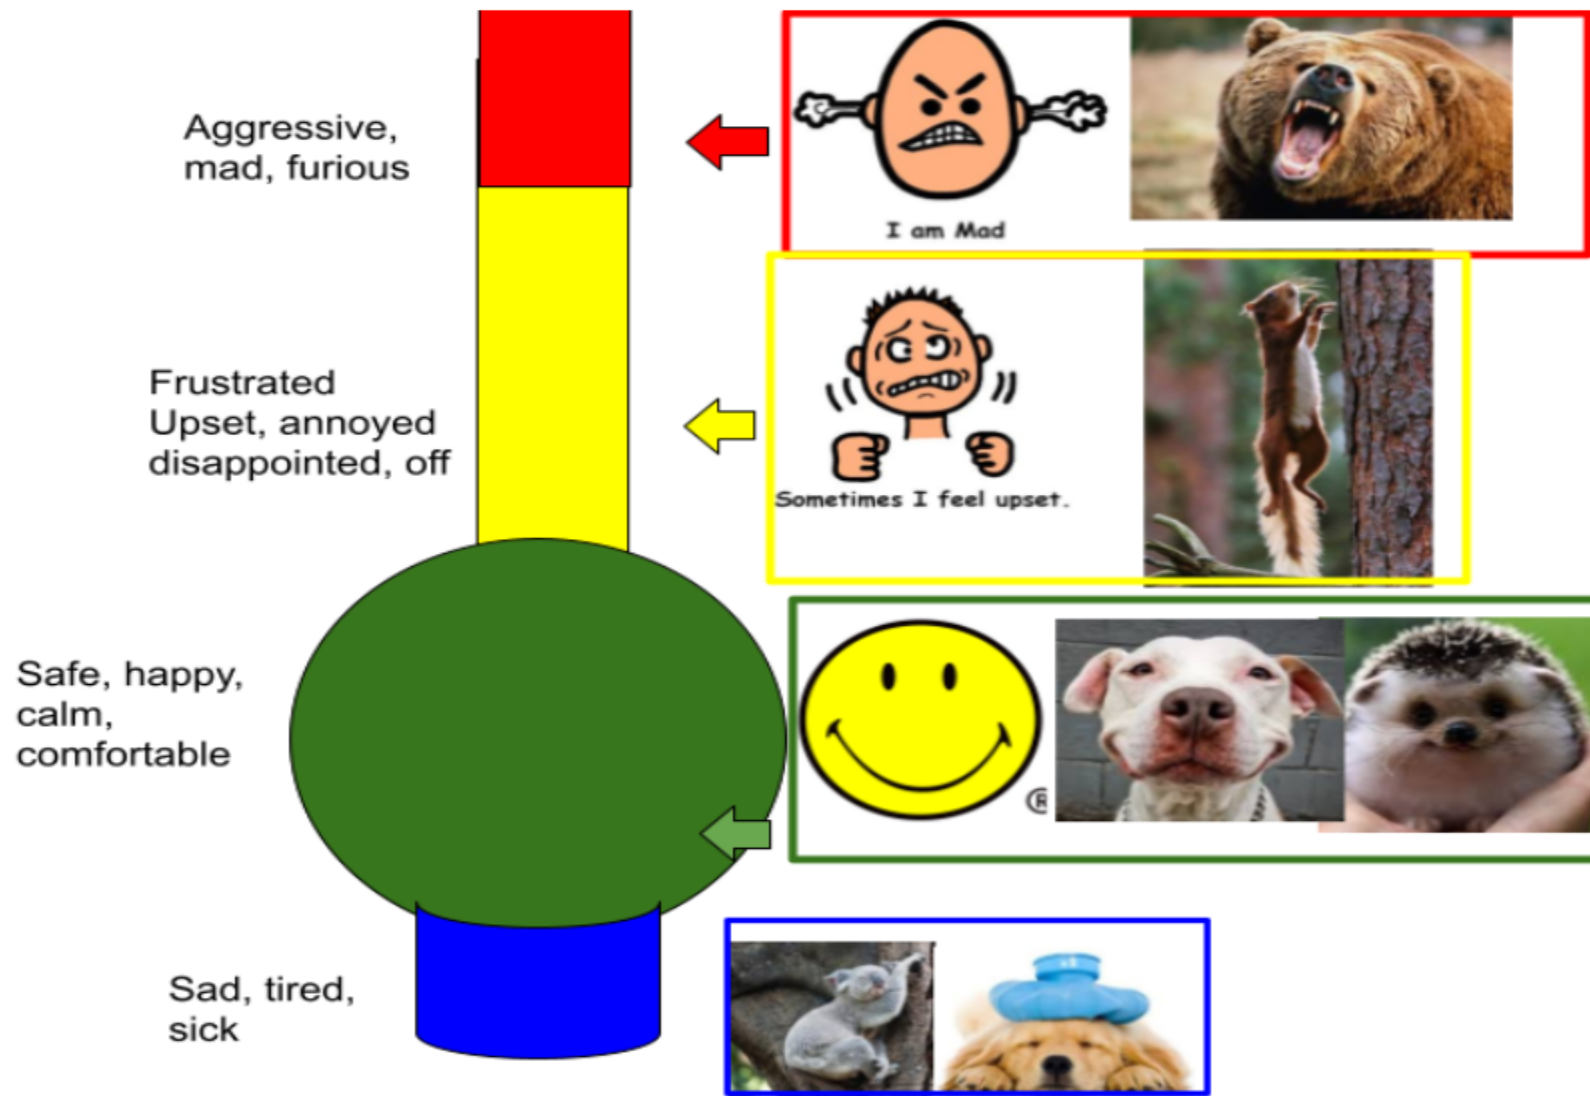 Aggressive,
mad, furious
I am Mad
Frustrated
Upset, annoyed
disappointed, off
Sometimes I feel upset.
Safe, happy,
calm,
comfortable
®
Sad, tired,
sick